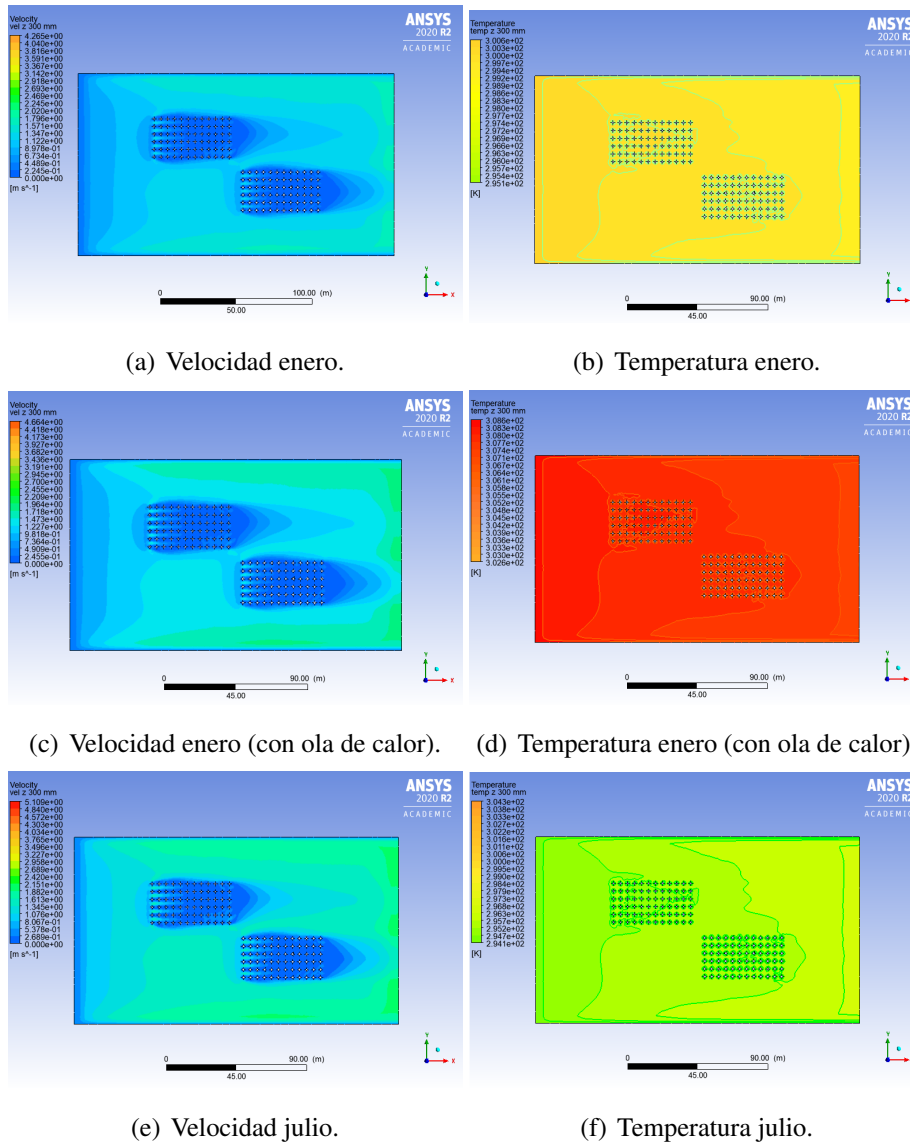 Velocity
vel z 300 mm
4.265e+00
4.040e+00
3.816e+00
3.591e+00
3.367e+00
3.142e+00
2.918e+00
2.693e+00
2.469e+00
2.245e+00
2.020e+00
1.796e+00
1.571e+00
1.347e+00
1.122e+00
8.978e-01
6.734e-01
4.489e-01
2.245e-01
0.000e+00
[m s^-1]
ANSYS
2020 R2
ACADEMIC
0
100.00 (m)
50.00
Y
X
(a) Velocidad enero.
Temperature
temp z 300 mm
3.006e+02
3.003e+02
3.000e+02
2.997e+02
2.994e+02
2.992e+02
2.989e+02
2.986e+02
2.983e+02
2.980e+02
2.977e+02
2.974e+02
2.972e+02
2.969e+02
2.966e+02
2.963e+02
2.960e+02
2.957e+02
2.954e+02
2.951e+02
[K]
ANSYS
2020 R2
ACADEMIC
0
90.00 (m)
45.00
Y
X
(b) Temperatura enero.
Velocity
vel z 300 mm
4.664e+00
4.418e+00
4.173e+00
3.927e+00
3.682e+00
3.436e+00
3.191e+00
2.945e+00
2.700e+00
2.455e+00
2.209e+00
1.964e+00
1.718e+00
1.473e+00
1.227e+00
9.818e-01
7.364e-01
4.909e-01
2.455e-01
0.000e+00
[m s^-1]
ANSYS
2020 R2
ACADEMIC
0
90.00 (m)
45.00
Y
X
(c) Velocidad enero (con ola de calor).
Temperature
temp z 300 mm
3.086e+02
3.083e+02
3.080e+02
3.077e+02
3.074e+02
3.071e+02
3.067e+02
3.064e+02
3.061e+02
3.058e+02
3.055e+02
3.052e+02
3.048e+02
3.045e+02
3.042e+02
3.039e+02
3.036e+02
3.033e+02
3.030e+02
3.026e+02
[K]
ANSYS
2020 R2
ACADEMIC
0
90.00 (m)
45.00
Y
X
(d) Temperatura enero (con ola de calor)
Velocity
vel z 300 mm
5.109e+00
4.840e+00
4.572e+00
4.303e+00
4.034e+00
3.765e+00
3.496e+00
3.227e+00
2.958e+00
2.689e+00
2.420e+00
2.151e+00
1.882e+00
1.613e+00
1.345e+00
1.076e+00
8.067e-01
5.378e-01
2.689e-01
0.000e+00
[m s^-1]
ANSYS
2020 R2
ACADEMIC
0
90.00 (m)
45.00
Y
X
(e) Velocidad julio.
Temperature
temp z 300 mm
3.043e+02
3.038e+02
3.033e+02
3.027e+02
3.022e+02
3.016e+02
3.011e+02
3.006e+02
3.000e+02
2.995e+02
2.990e+02
2.984e+02
2.979e+02
2.973e+02
2.968e+02
2.963e+02
2.957e+02
2.952e+02
2.947e+02
2.941e+02
[K]
ANSYS
2020 R2
ACADEMIC
0
90.00 (m)
45.00
Y
X
(f) Temperatura julio.